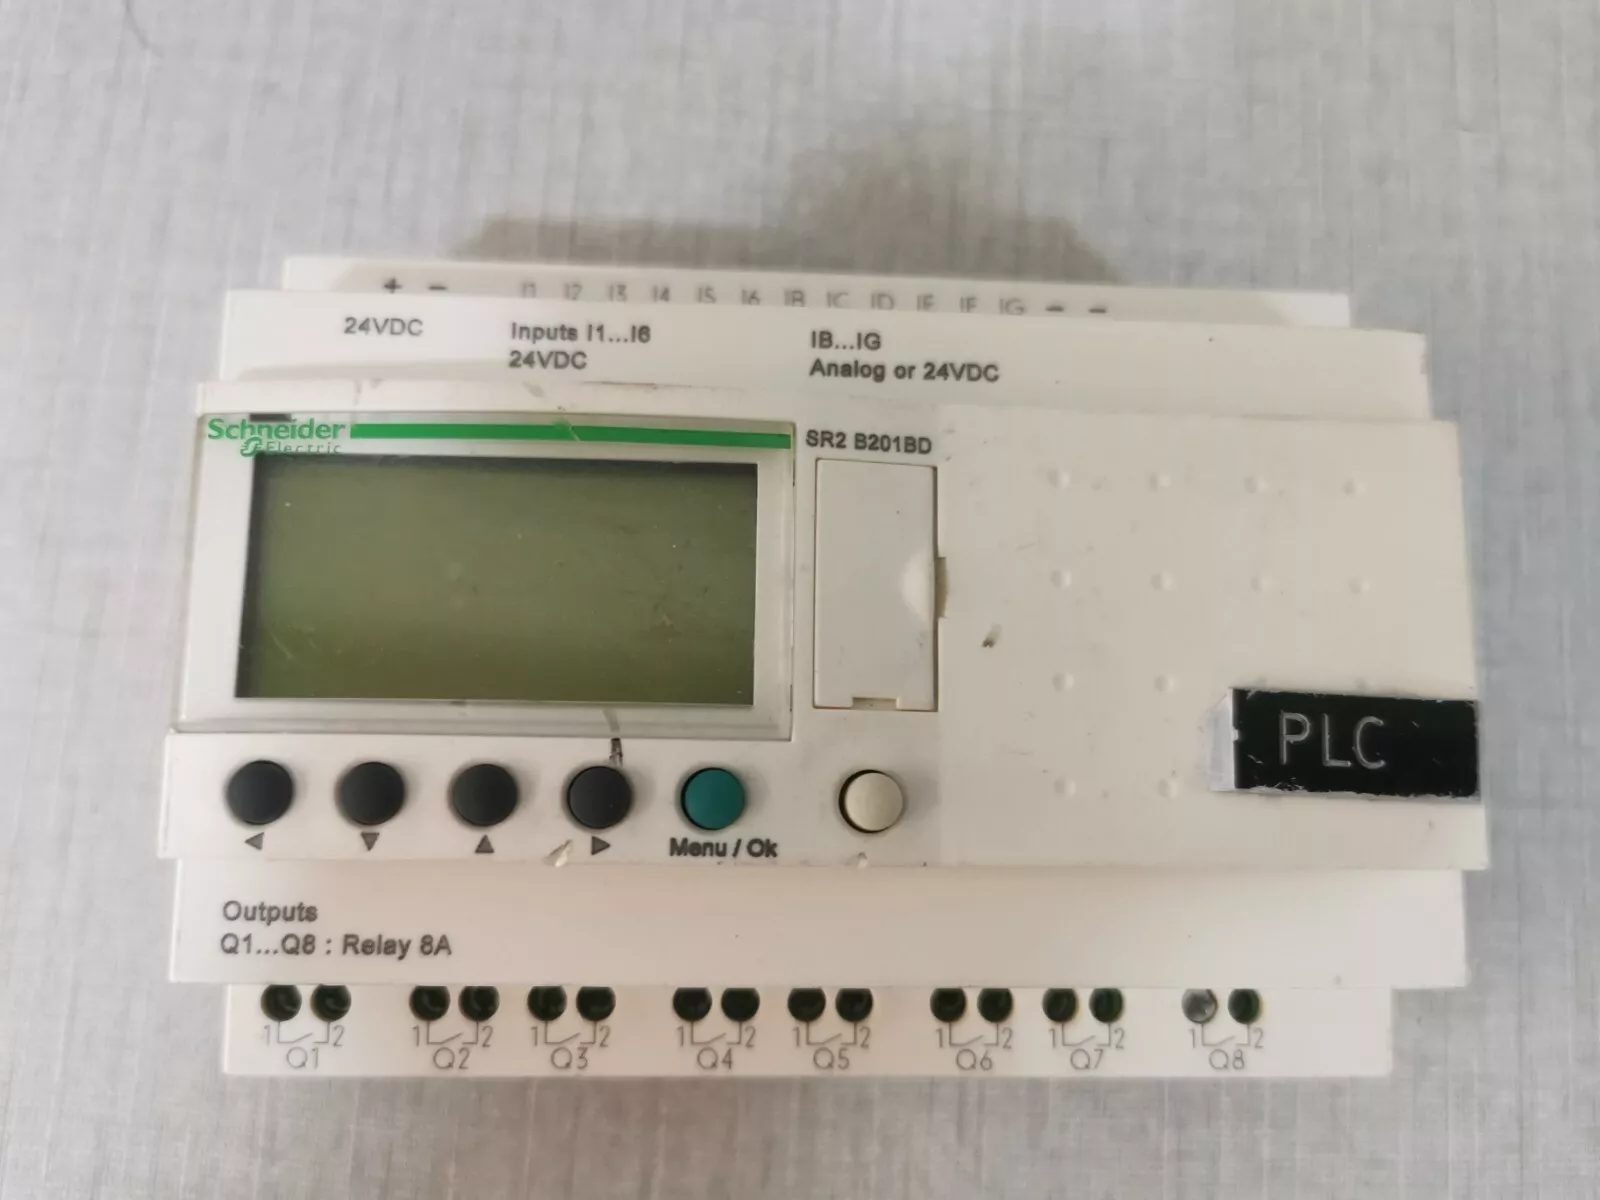 + - I1 I2 I3 I4 I5 I6 IB IC ID IE IF IG - -
24VDC
Inputs I1...I6
24VDC
IB...IG
Analog or 24VDC
Schneider
Electric
SR2 B201BD
PLC
◄ ▼ ▲ ►
Menu / Ok
Outputs
Q1...Q8 : Relay 8A
1 2 1 2 1 2 1 2 1 2 1 2 1 2 1 2
Q1 Q2 Q3 Q4 Q5 Q6 Q7 Q8